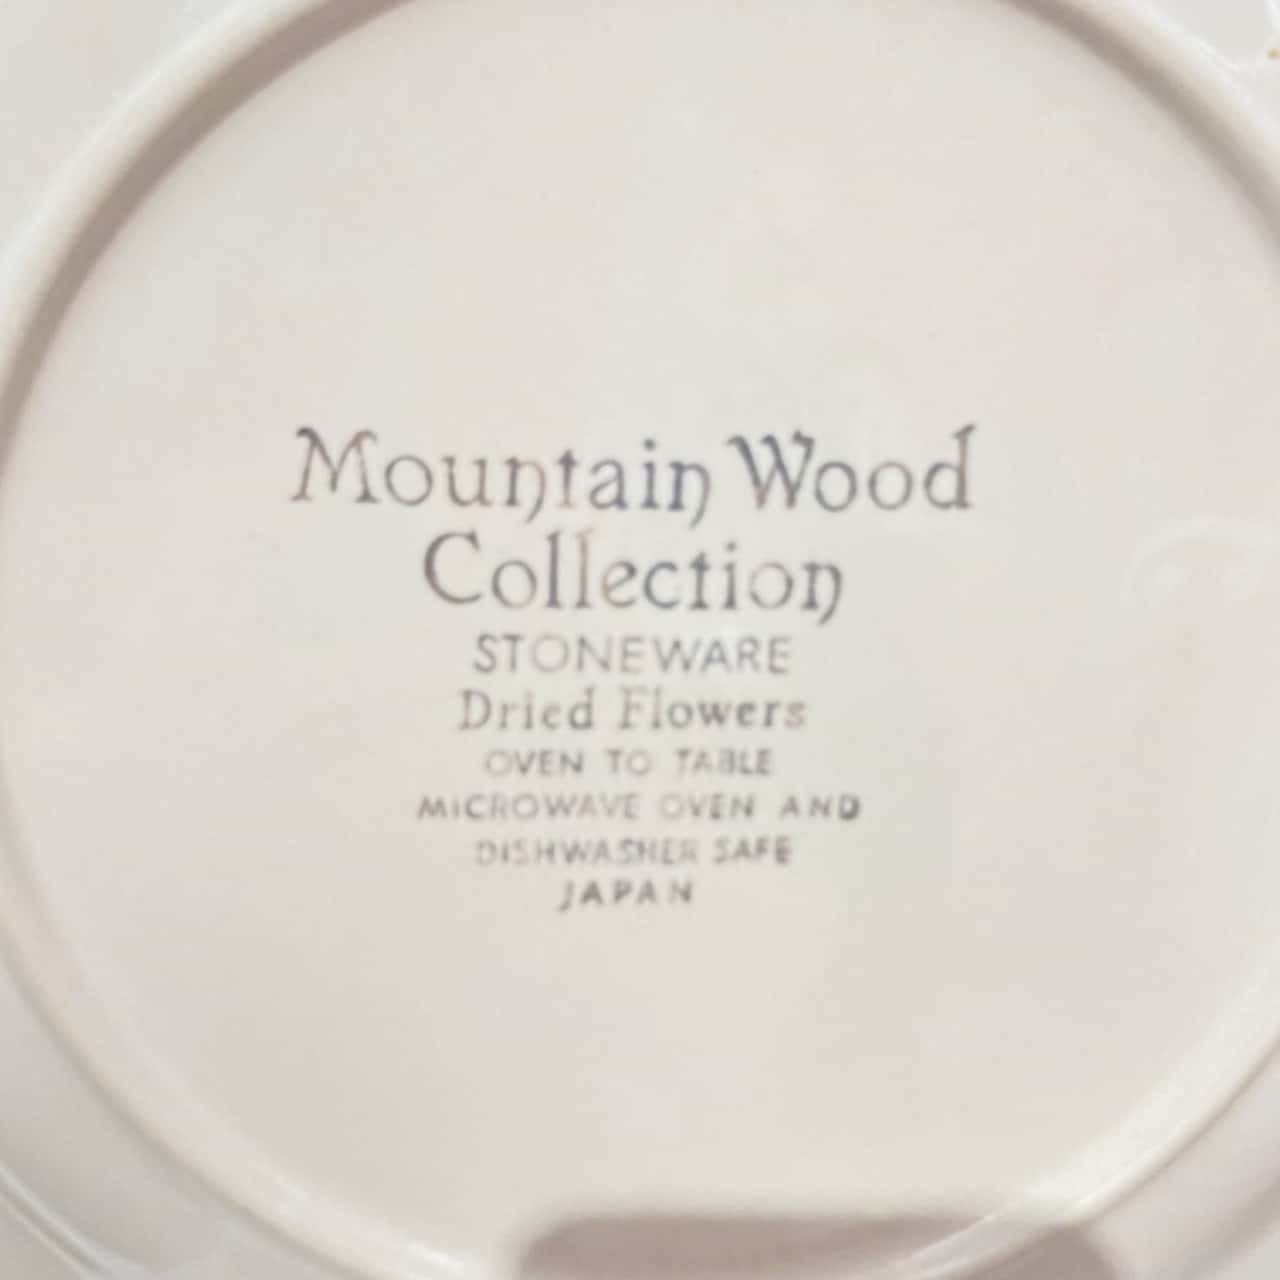 Mountain Wood
Collection
STONEWARE
Dried Flowers
OVEN TO TABLE
MICROWAVE OVEN AND
DISHWASHER SAFE
JAPAN